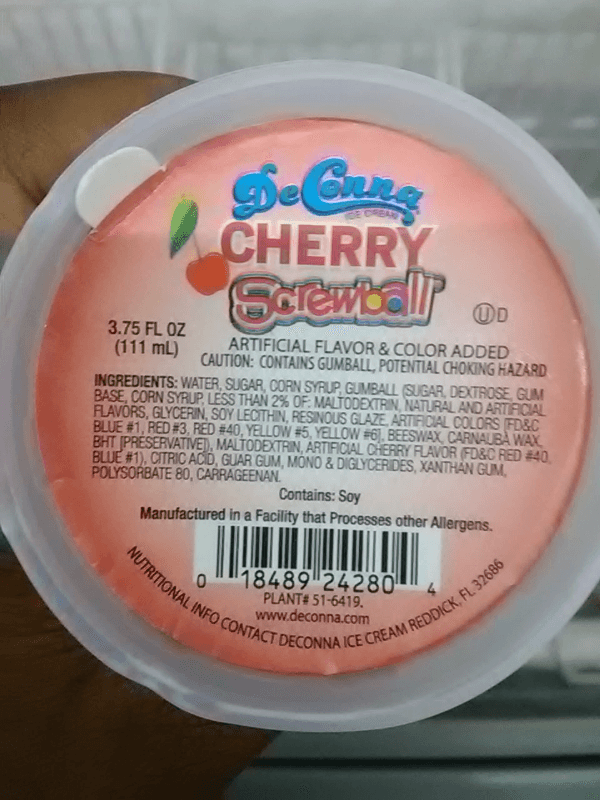 DeConna
ICE CREAM
CHERRY
Screwball
UD
3.75 FL OZ
(111 mL)
ARTIFICIAL FLAVOR & COLOR ADDED
CAUTION: CONTAINS GUMBALL, POTENTIAL CHOKING HAZARD
INGREDIENTS: WATER, SUGAR, CORN SYRUP, GUMBALL (SUGAR, DEXTROSE, GUM
BASE, CORN SYRUP, LESS THAN 2% OF: MALTODEXTRIN, NATURAL AND ARTIFICIAL
FLAVORS, GLYCERIN, SOY LECITHIN, RESINOUS GLAZE, ARTIFICIAL COLORS [FD&C
BLUE #1, RED #3, RED #40, YELLOW #5, YELLOW #6], BEESWAX, CARNAUBA WAX,
BHT [PRESERVATIVE]), MALTODEXTRIN, ARTIFICIAL CHERRY FLAVOR (FD&C RED #40,
BLUE #1), CITRIC ACID, GUAR GUM, MONO & DIGLYCERIDES, XANTHAN GUM,
POLYSORBATE 80, CARRAGEENAN.
Contains: Soy
Manufactured in a Facility that Processes other Allergens.
0 18489 24280 4
PLANT# 51-6419.
www.deconna.com
NUTRITIONAL INFO CONTACT DECONNA ICE CREAM REDDICK, FL 32686